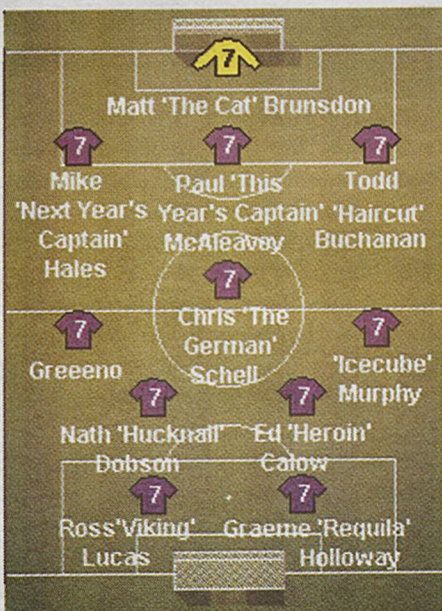 7
Matt 'The Cat' Brunsdon
7 7 7
Mike Paul 'This Todd
'Next Year's Year's Captain' 'Haircut'
Captain' McAleavey Buchanan
Hales
7
Chris 'The
German'
Schell
7 7
Greeeno 'Icecube'
Murphy
7 7
Nath 'Hucknall' Ed 'Heroin'
Dobson Calow
7 7
Ross'Viking' Graeme 'Requila'
Lucas Holloway